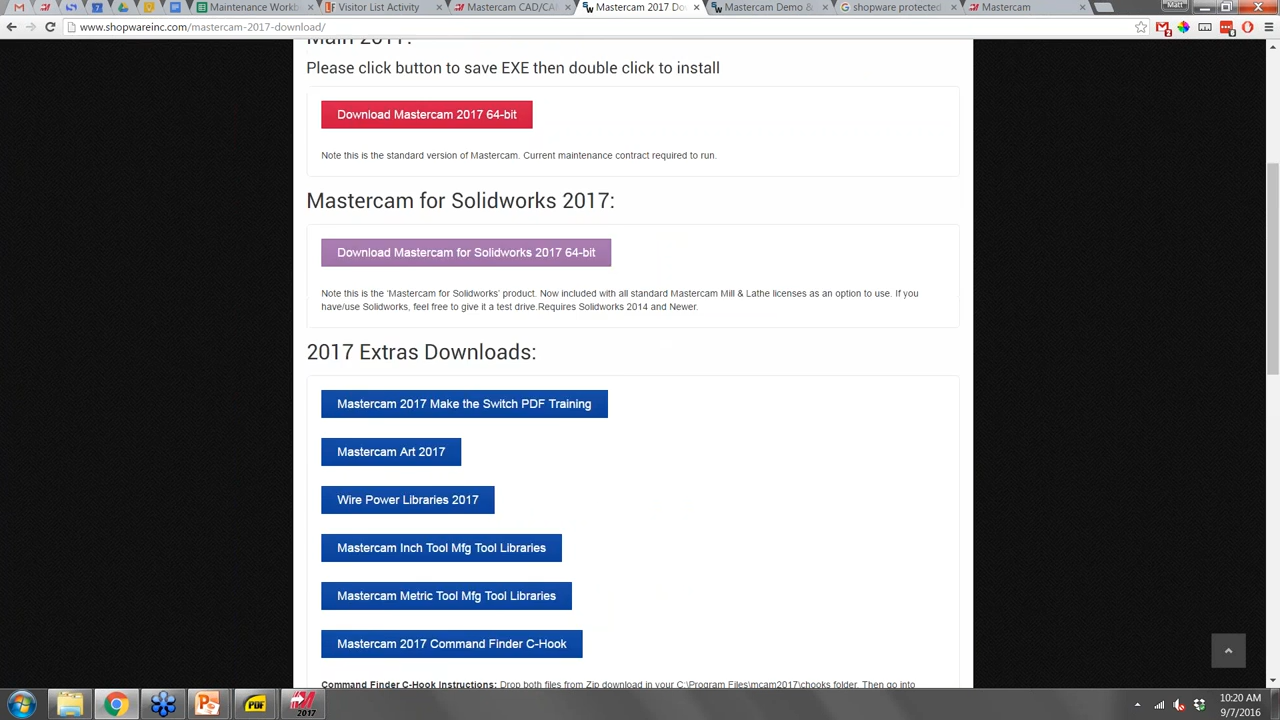 Maintenance Workb
Visitor List Activity
Mastercam CAD/CA
Mastercam 2017 Do
Mastercam Demo &
shopware protected
Mastercam
Matt
www.shopwareinc.com/mastercam-2017-download/
Main 2017:
Please click button to save EXE then double click to install
Download Mastercam 2017 64-bit
Note this is the standard version of Mastercam. Current maintenance contract required to run.
Mastercam for Solidworks 2017:
Download Mastercam for Solidworks 2017 64-bit
Note this is the 'Mastercam for Solidworks' product. Now included with all standard Mastercam Mill & Lathe licenses as an option to use. If you
have/use Solidworks, feel free to give it a test drive.Requires Solidworks 2014 and Newer.
2017 Extras Downloads:
Mastercam 2017 Make the Switch PDF Training
Mastercam Art 2017
Wire Power Libraries 2017
Mastercam Inch Tool Mfg Tool Libraries
Mastercam Metric Tool Mfg Tool Libraries
Mastercam 2017 Command Finder C-Hook
Command Finder C-Hook Instructions: Drop both files from Zip download in your C:\Program Files\mcam2017\chooks folder. Then go into
PDF
2017
10:20 AM
9/7/2016